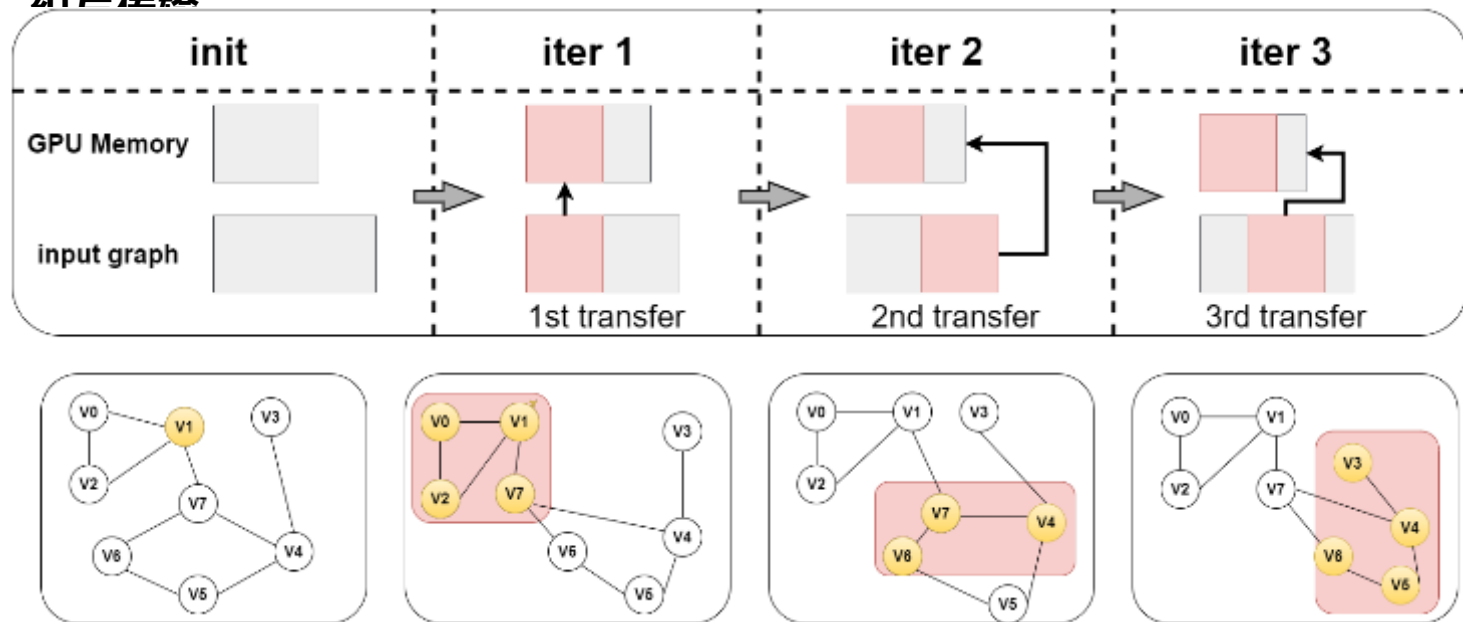 init
iter 1
iter 2
iter 3
GPU Memory
input graph
1st transfer
2nd transfer
3rd transfer
V0
V1
V3
V2
V7
V6
V4
V5
V0
V1
V3
V2
V7
V4
V6
V5
V0
V1
V3
V2
V7
V4
V6
V5
V0
V1
V3
V2
V7
V4
V6
V5